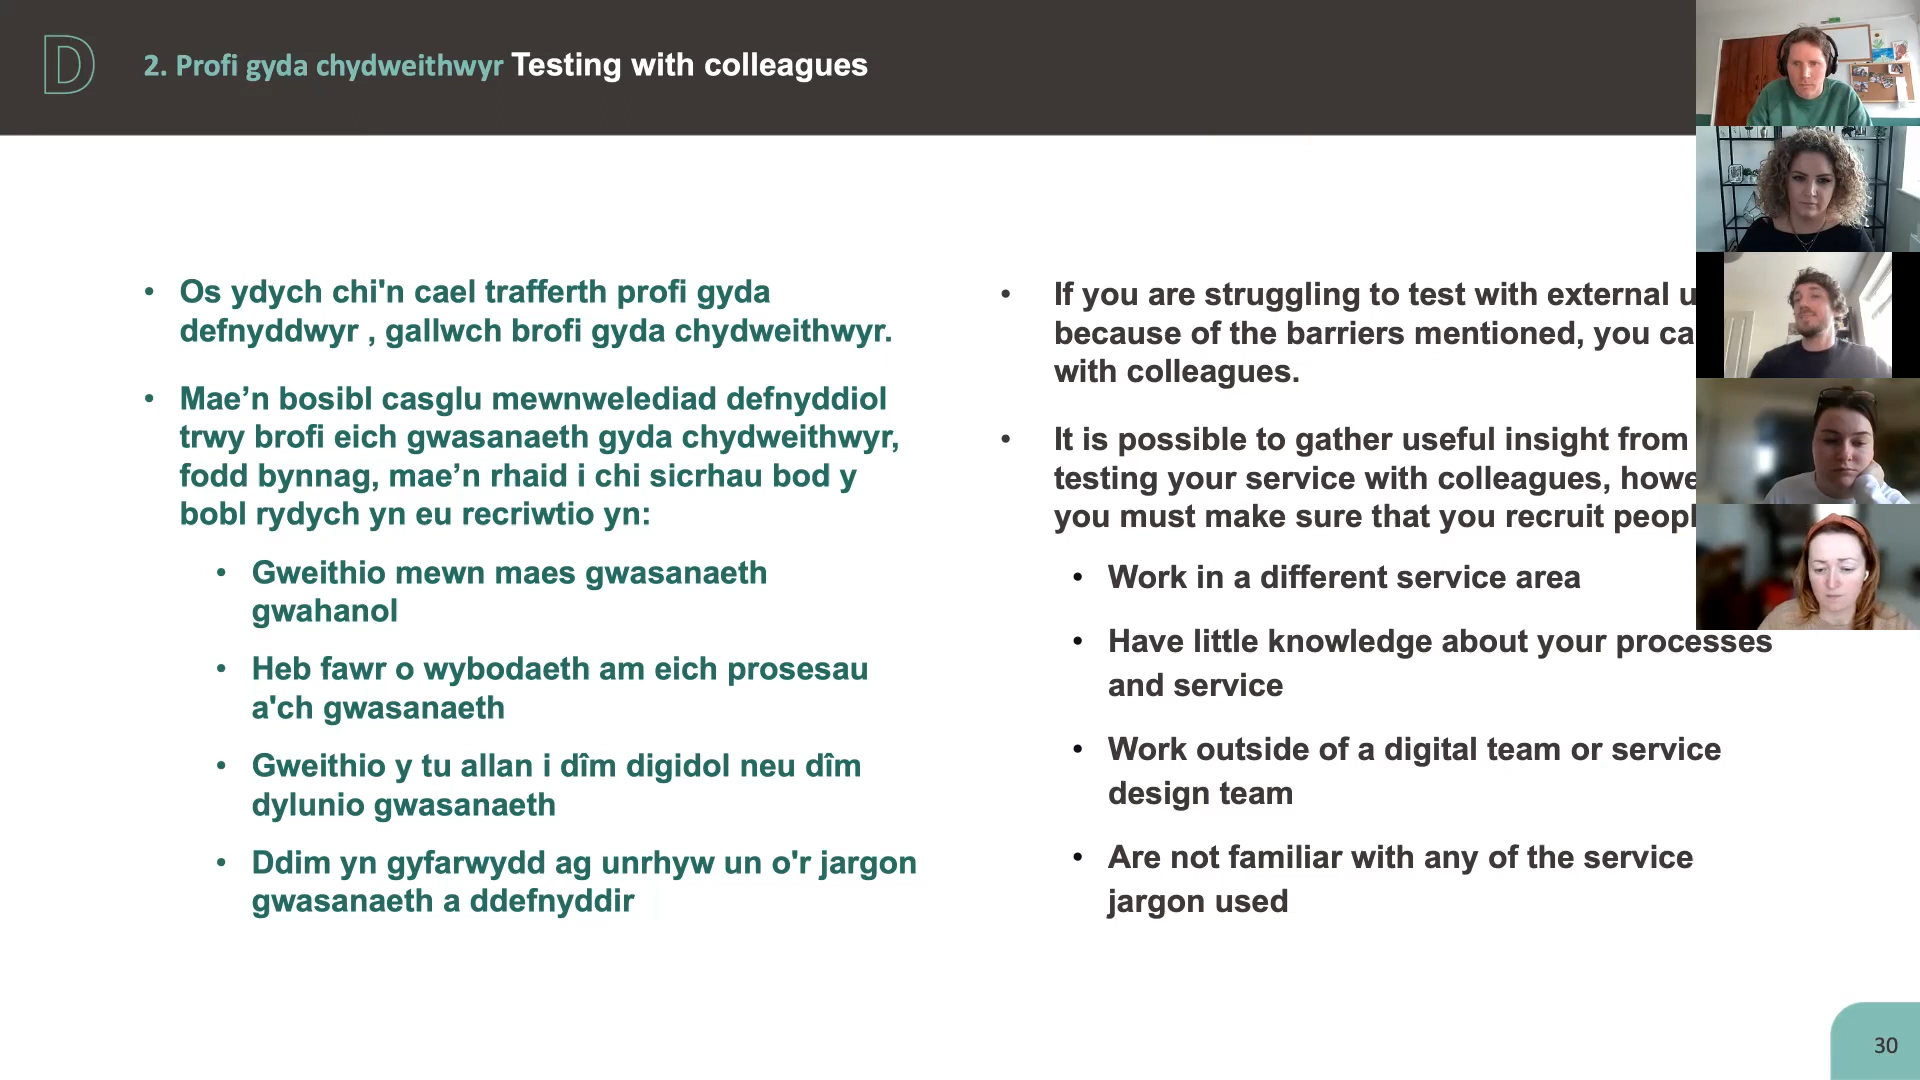 D
2. Profi gyda chydweithwyr Testing with colleagues
• Os ydych chi'n cael trafferth profi gyda
defnyddwyr , gallwch brofi gyda chydweithwyr.
• Mae’n bosibl casglu mewnwelediad defnyddiol
trwy brofi eich gwasanaeth gyda chydweithwyr,
fodd bynnag, mae’n rhaid i chi sicrhau bod y
bobl rydych yn eu recriwtio yn:
• Gweithio mewn maes gwasanaeth
gwahanol
• Heb fawr o wybodaeth am eich prosesau
a'ch gwasanaeth
• Gweithio y tu allan i dîm digidol neu dîm
dylunio gwasanaeth
• Ddim yn gyfarwydd ag unrhyw un o'r jargon
gwasanaeth a ddefnyddir
• If you are struggling to test with external
because of the barriers mentioned, you
with colleagues.
• It is possible to gather useful insight from
testing your service with colleagues,
you must make sure that you recruit
• Work in a different service area
• Have little knowledge about your processes
and service
• Work outside of a digital team or service
design team
• Are not familiar with any of the service
jargon used
30